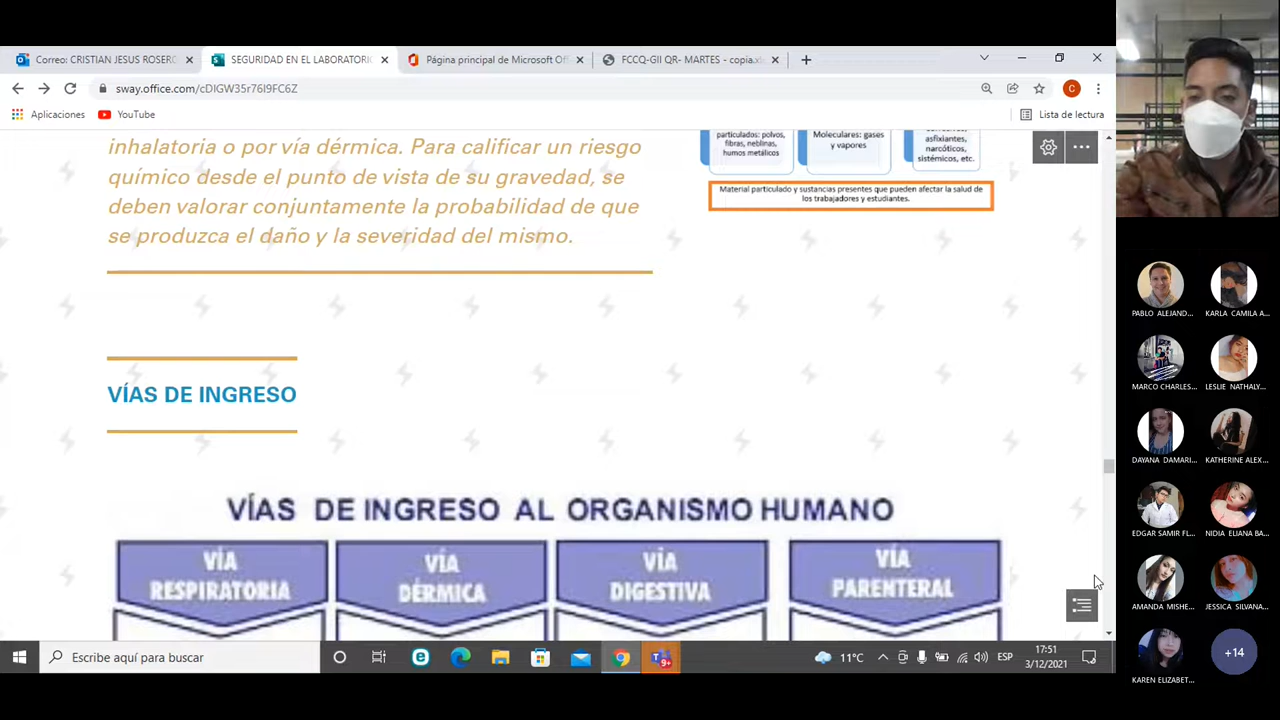 Correo: CRISTIAN JESUS ROSERO
SEGURIDAD EN EL LABORATORI
Página principal de Microsoft Of
FCCQ-GII QR- MARTES - copia.xl
sway.office.com/cDIGW35r76I9FC6Z
Aplicaciones
YouTube
Lista de lectura
inhalatoria o por vía dérmica. Para calificar un riesgo
químico desde el punto de vista de su gravedad, se
deben valorar conjuntamente la probabilidad de que
se produzca el daño y la severidad del mismo.
particulados: polvos,
fibras, neblinas,
humos metálicos
Moleculares: gases
y vapores
asfixiantes,
narcóticos,
sistémicos, etc.
Material particulado y sustancias presentes que pueden afectar la salud de
los trabajadores y estudiantes.
VÍAS DE INGRESO
VÍAS DE INGRESO AL ORGANISMO HUMANO
VÍA
RESPIRATORIA
VÍA
DÉRMICA
VÍA
DIGESTIVA
VÍA
PARENTERAL
Escribe aquí para buscar
9+
11°C
ESP
17:51
3/12/2021
C
PABLO ALEJAND...
KARLA CAMILA A...
MARCO CHARLES...
LESLIE NATHALY...
DAYANA DAMARI...
KATHERINE ALEX...
EDGAR SAMIR FL...
NIDIA ELIANA BA...
AMANDA MISHE...
JESSICA SILVANA...
KAREN ELIZABET...
+14